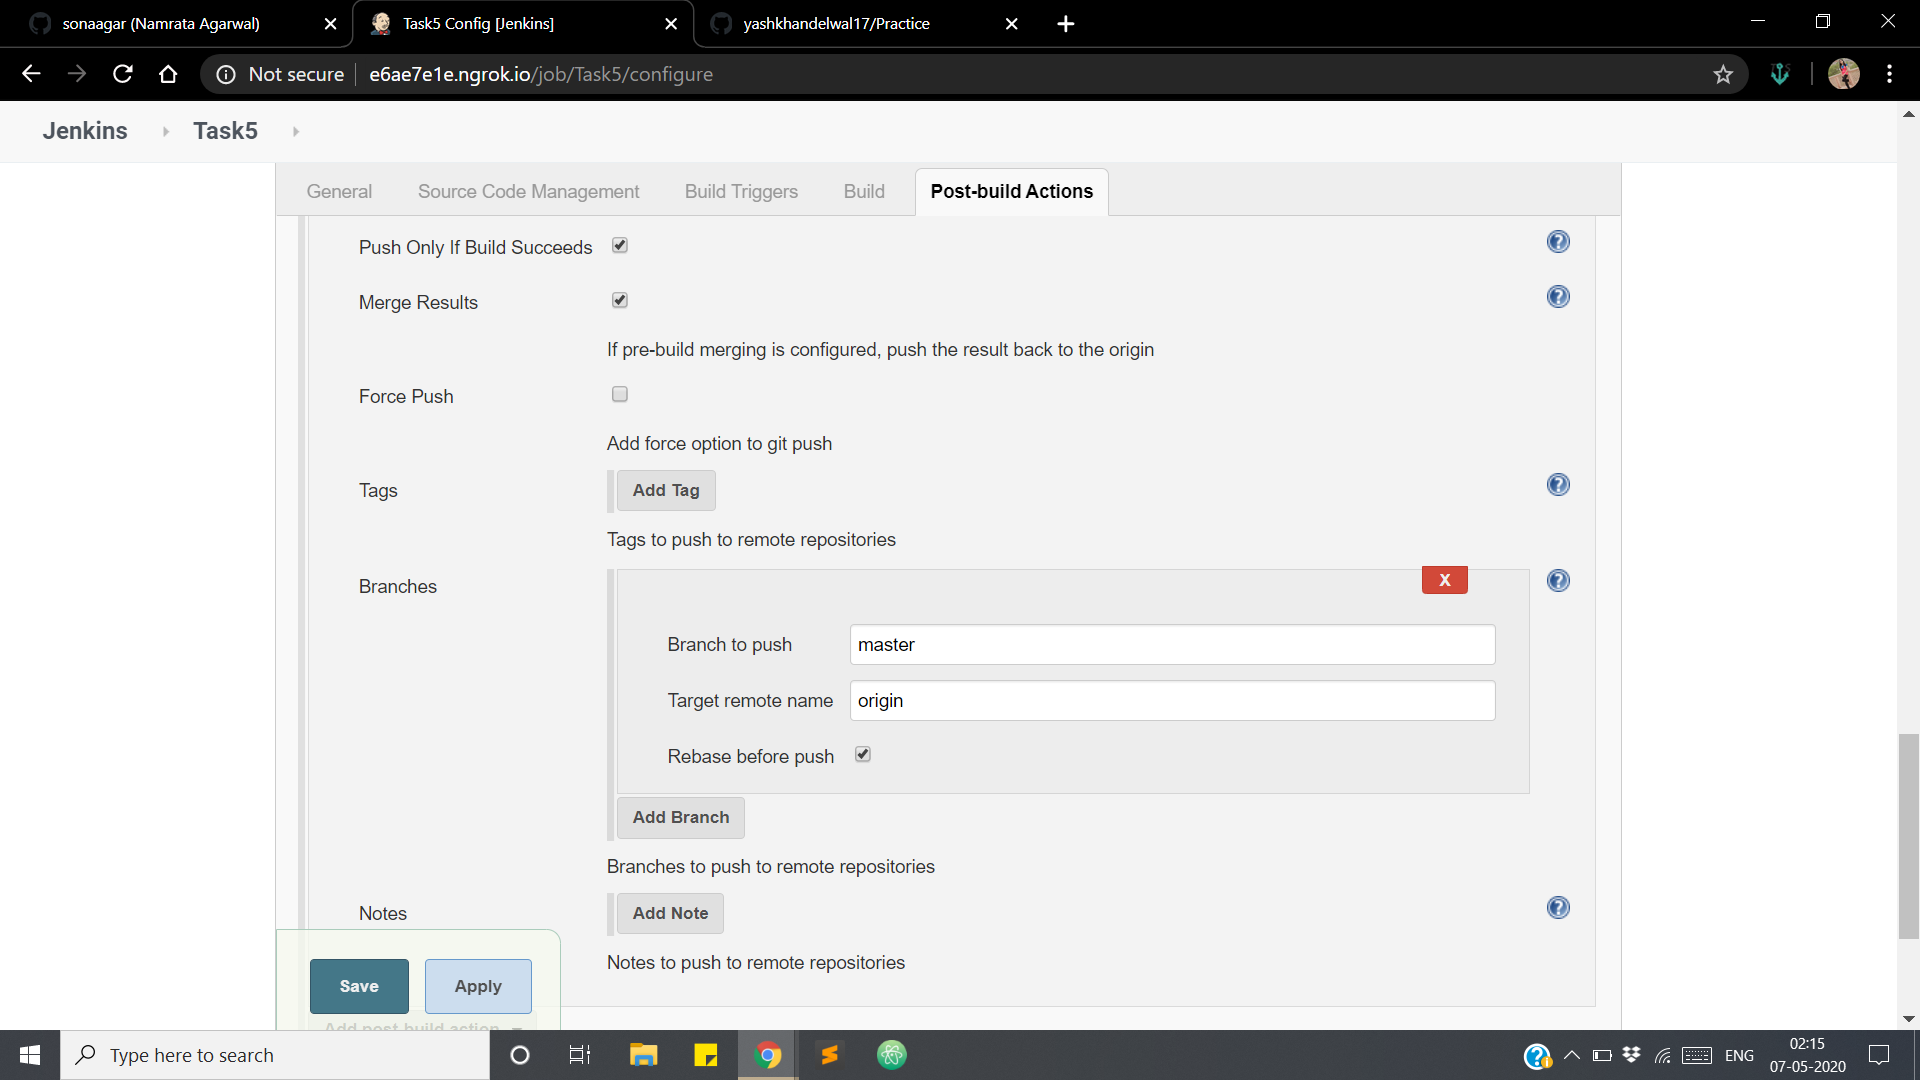 sonaagar (Namrata Agarwal)
Task5 Config [Jenkins]
yashkhandelwal17/Practice
Not secure
e6ae7e1e.ngrok.io/job/Task5/configure
Jenkins
Task5
General
Source Code Management
Build Triggers
Build
Post-build Actions
Push Only If Build Succeeds
Merge Results
If pre-build merging is configured, push the result back to the origin
Force Push
Add force option to git push
Tags
Add Tag
Tags to push to remote repositories
Branches
X
Branch to push
master
Target remote name
origin
Rebase before push
Add Branch
Branches to push to remote repositories
Notes
Add Note
Notes to push to remote repositories
Save
Apply
Add post-build action
Type here to search
ENG
02:15
07-05-2020